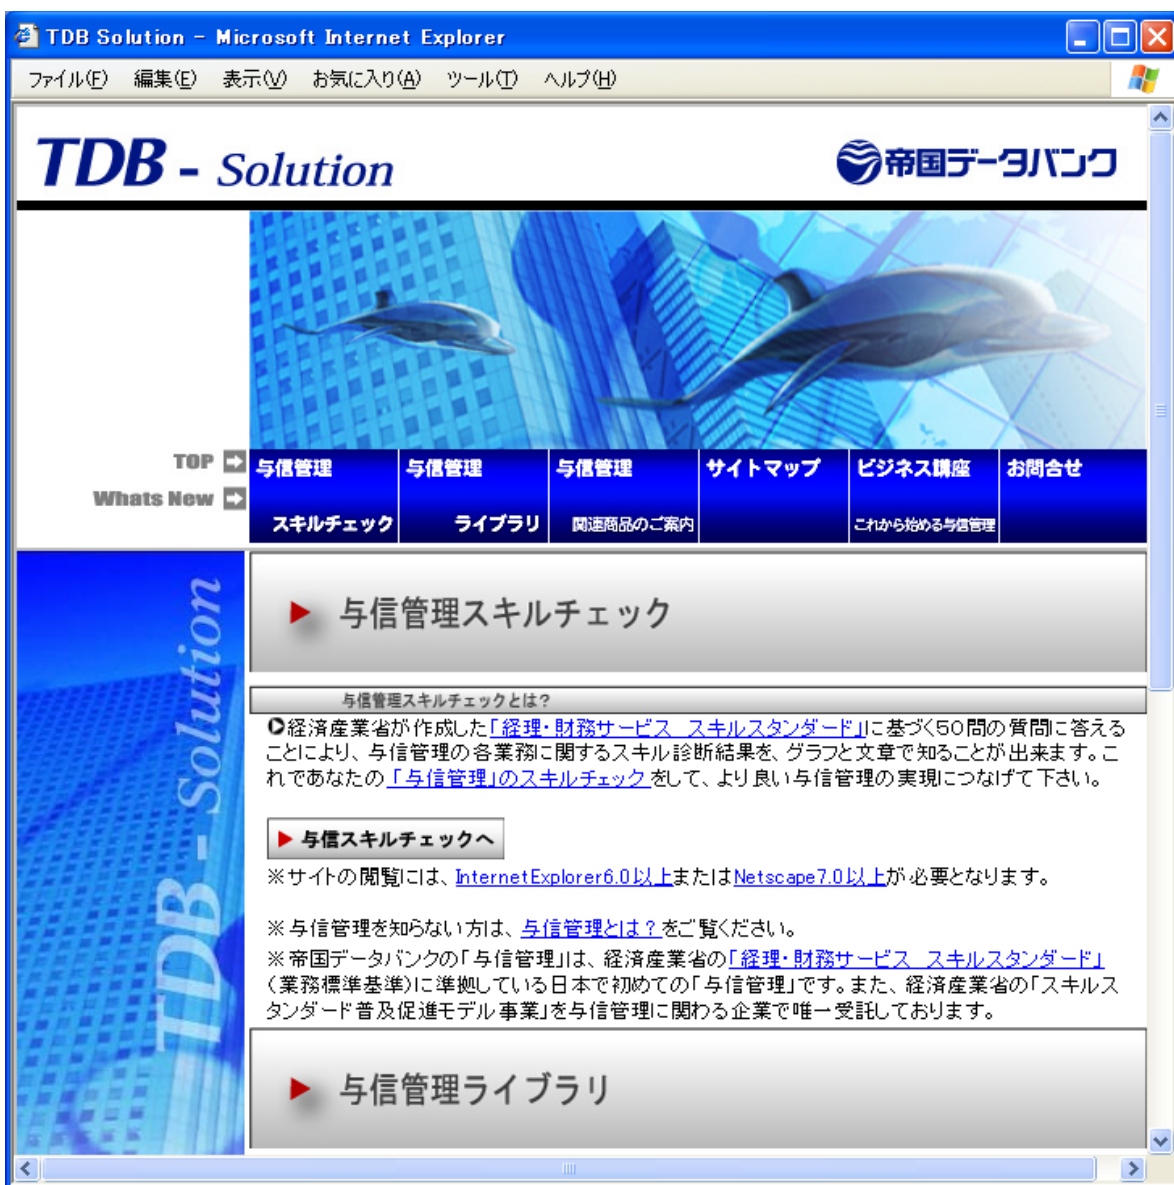 TDB Solution - Microsoft Internet Explorer
ファイル(F) 編集(E) 表示(V) お気に入り(A) ツール(T) ヘルプ(H)
TDB - Solution
帝国データバンク
TOP
Whats New
与信管理 スキルチェック
与信管理 ライブラリ
与信管理 関連商品のご案内
サイトマップ
ビジネス講座 これから始める与信管理
お問合せ
TDB - Solution
与信管理スキルチェック
与信管理スキルチェックとは?
経済産業省が作成した「経理・財務サービス　スキルスタンダード」に基づく50問の質問に答える
ことにより、与信管理の各業務に関するスキル診断結果を、グラフと文章で知ることが出来ます。こ
れであなたの「与信管理」のスキルチェックをして、より良い与信管理の実現につなげて下さい。
与信スキルチェックへ
※サイトの閲覧には、InternetExplorer6.0以上またはNetscape7.0以上が必要となります。
※与信管理を知らない方は、与信管理とは?をご覧ください。
※帝国データバンクの「与信管理」は、経済産業省の「経理・財務サービス　スキルスタンダード」
(業務標準基準)に準拠している日本で初めての「与信管理」です。また、経済産業省の「スキルス
タンダード普及促進モデル事業」を与信管理に関わる企業で唯一受託しております。
与信管理ライブラリ